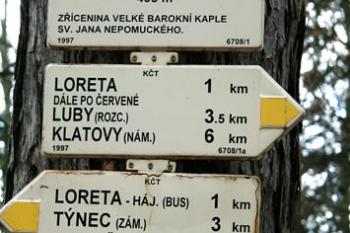 ZŘÍCENINA VELKÉ BAROKNÍ KAPLE
SV. JANA NEPOMUCKÉHO.
1997 6708/1
KČT
LORETA 1 km
DÁLE PO ČERVENÉ
LUBY (ROZC.) 3.5 km
KLATOVY (NÁM.) 6 km
1997 6708/1a
KČT
LORETA - HÁJ. (BUS) 1 km
TÝNEC (ZÁM.) 3 km